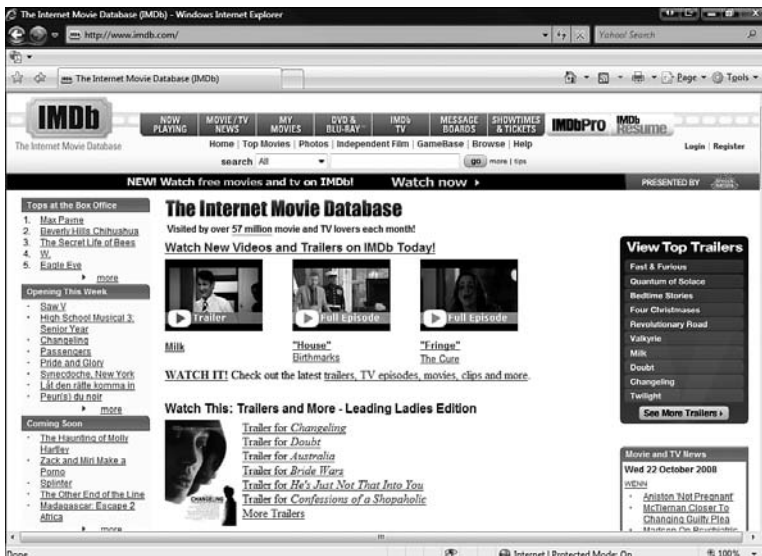 The Internet Movie Database (IMDb) - Windows Internet Explorer
http://www.imdb.com/
Yahoo! Search
The Internet Movie Database (IMDb)
Page
Tools
IMDb
The Internet Movie Database
NOW PLAYING
MOVIE/TV NEWS
MY MOVIES
DVD & BLU-RAY
IMDb TV
MESSAGE BOARDS
SHOWTIMES & TICKETS
IMDbPro
IMDb Resume
Home | Top Movies | Photos | Independent Film | GameBase | Browse | Help
Login | Register
search All go more | tips
NEW! Watch free movies and tv on IMDb! Watch now
PRESENTED BY
Tops at the Box Office
1. Max Payne
2. Beverly Hills Chihuahua
3. The Secret Life of Bees
4. W.
5. Eagle Eye
more
Opening This Week
Saw V
High School Musical 3:
Senior Year
Changeling
Passengers
Pride and Glory
Synecdoche, New York
Låt den rätte komma in
Peur(s) du noir
more
Coming Soon
The Haunting of Molly
Hartley
Zack and Miri Make a
Porno
Splinter
The Other End of the Line
Madagascar: Escape 2
Africa
more
The Internet Movie Database
Visited by over 57 million movie and TV lovers each month!
Watch New Videos and Trailers on IMDb Today!
Trailer
Full Episode
Full Episode
Milk
"House"
Birthmarks
"Fringe"
The Cure
WATCH IT! Check out the latest trailers, TV episodes, movies, clips and more.
Watch This: Trailers and More - Leading Ladies Edition
CHANGELING
Trailer for Changeling
Trailer for Doubt
Trailer for Australia
Trailer for Bride Wars
Trailer for He's Just Not That Into You
Trailer for Confessions of a Shopaholic
More Trailers
View Top Trailers
Fast & Furious
Quantum of Solace
Bedtime Stories
Four Christmases
Revolutionary Road
Valkyrie
Milk
Doubt
Changeling
Twilight
See More Trailers
Movie and TV News
Wed 22 October 2008
WENN
Aniston 'Not Pregnant'
McTiernan Closer To
Changing Guilty Plea
Madsen On Psychiatric
Done
Internet | Protected Mode: On
100%